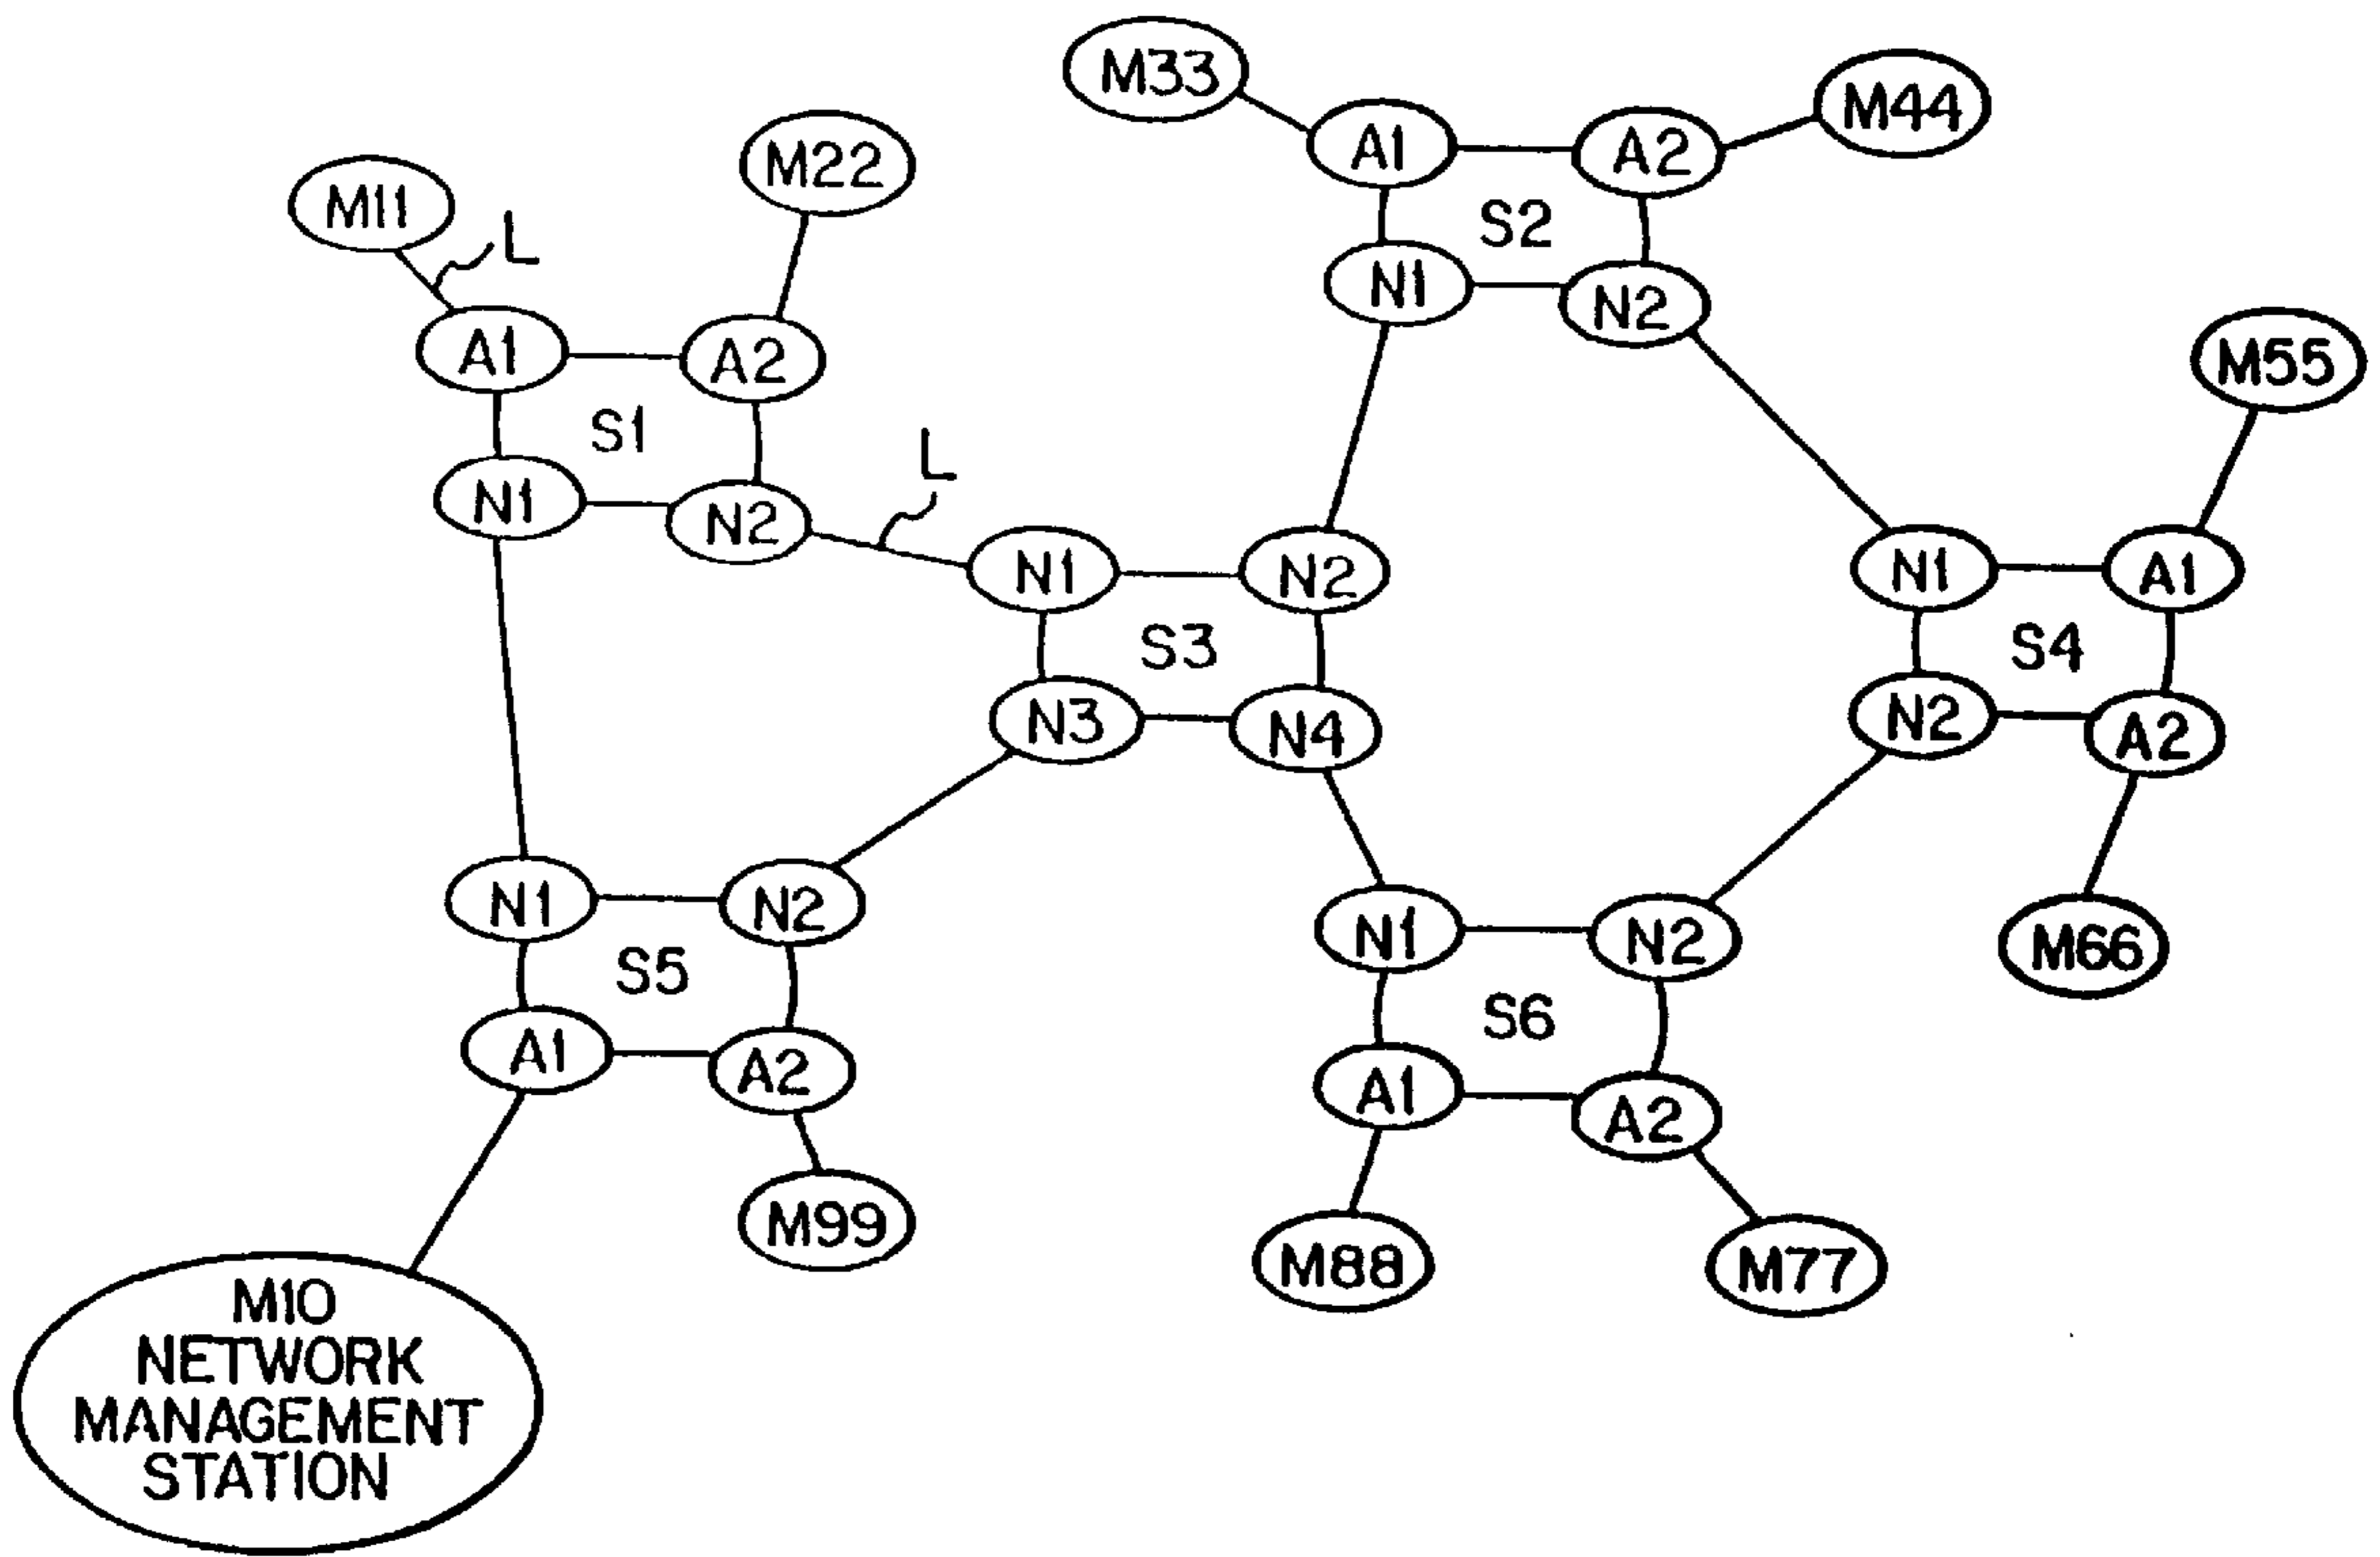 M33
M44
A1
A2
M22
M11
L
S2
N1
N2
A1
A2
M55
S1
L
N1
N2
N1
N2
N1
A1
S3
S4
N3
N4
N2
A2
N1
N2
N1
N2
M66
S5
S6
A1
A2
A1
A2
M99
M88
M77
M10
NETWORK
MANAGEMENT
STATION